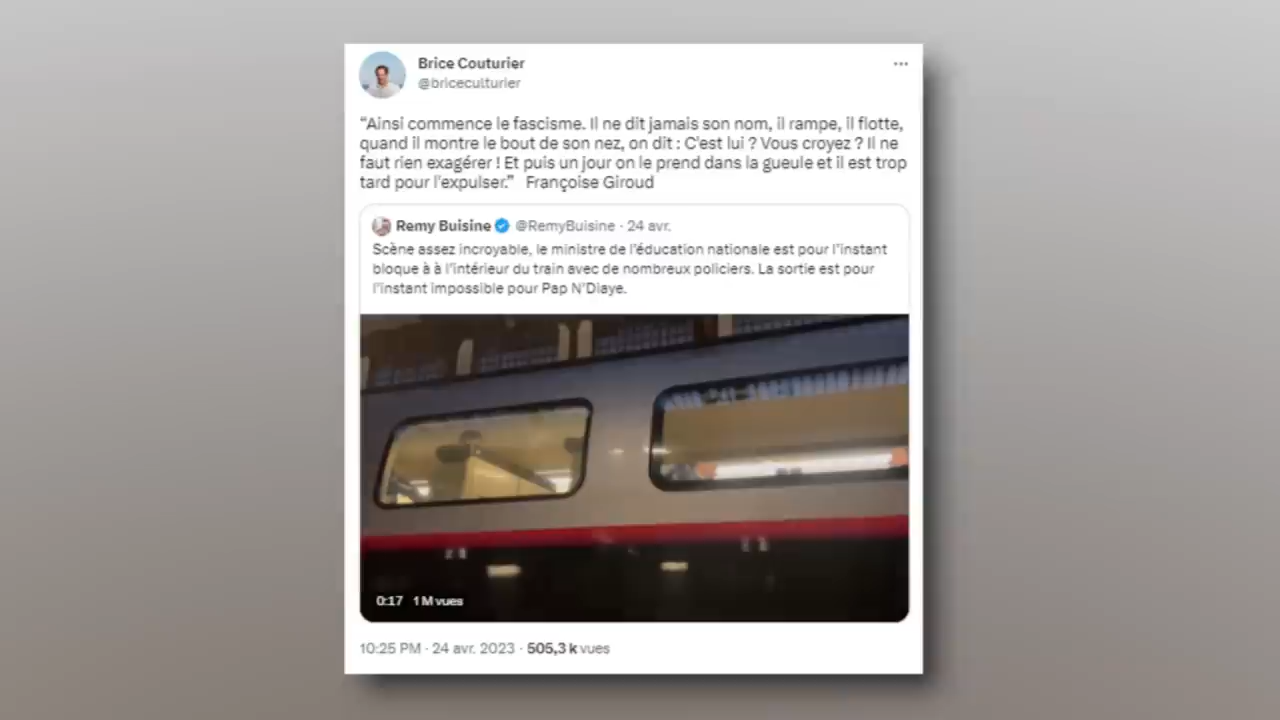 Brice Couturier
@briceculturier
“Ainsi commence le fascisme. Il ne dit jamais son nom, il rampe, il flotte,
quand il montre le bout de son nez, on dit : C'est lui ? Vous croyez ? Il ne
faut rien exagérer ! Et puis un jour on le prend dans la gueule et il est trop
tard pour l'expulser.” Françoise Giroud
Remy Buisine @RemyBuisine · 24 avr.
Scène assez incroyable, le ministre de l'éducation nationale est pour l'instant
bloque à à l'intérieur du train avec de nombreux policiers. La sortie est pour
l'instant impossible pour Pap N'Diaye.
0:17 1 M vues
10:25 PM · 24 avr. 2023 · 505,3 k vues